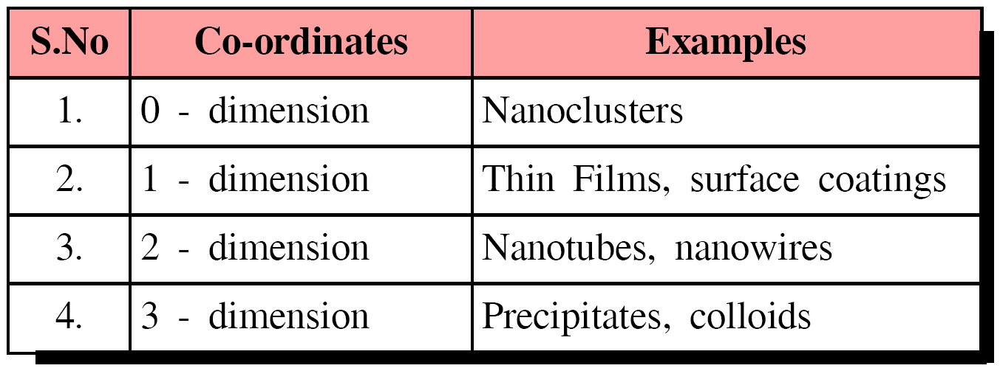 S.No Co-ordinates Examples
1. 0 - dimension Nanoclusters
2. 1 - dimension Thin Films, surface coatings
3. 2 - dimension Nanotubes, nanowires
4. 3 - dimension Precipitates, colloids